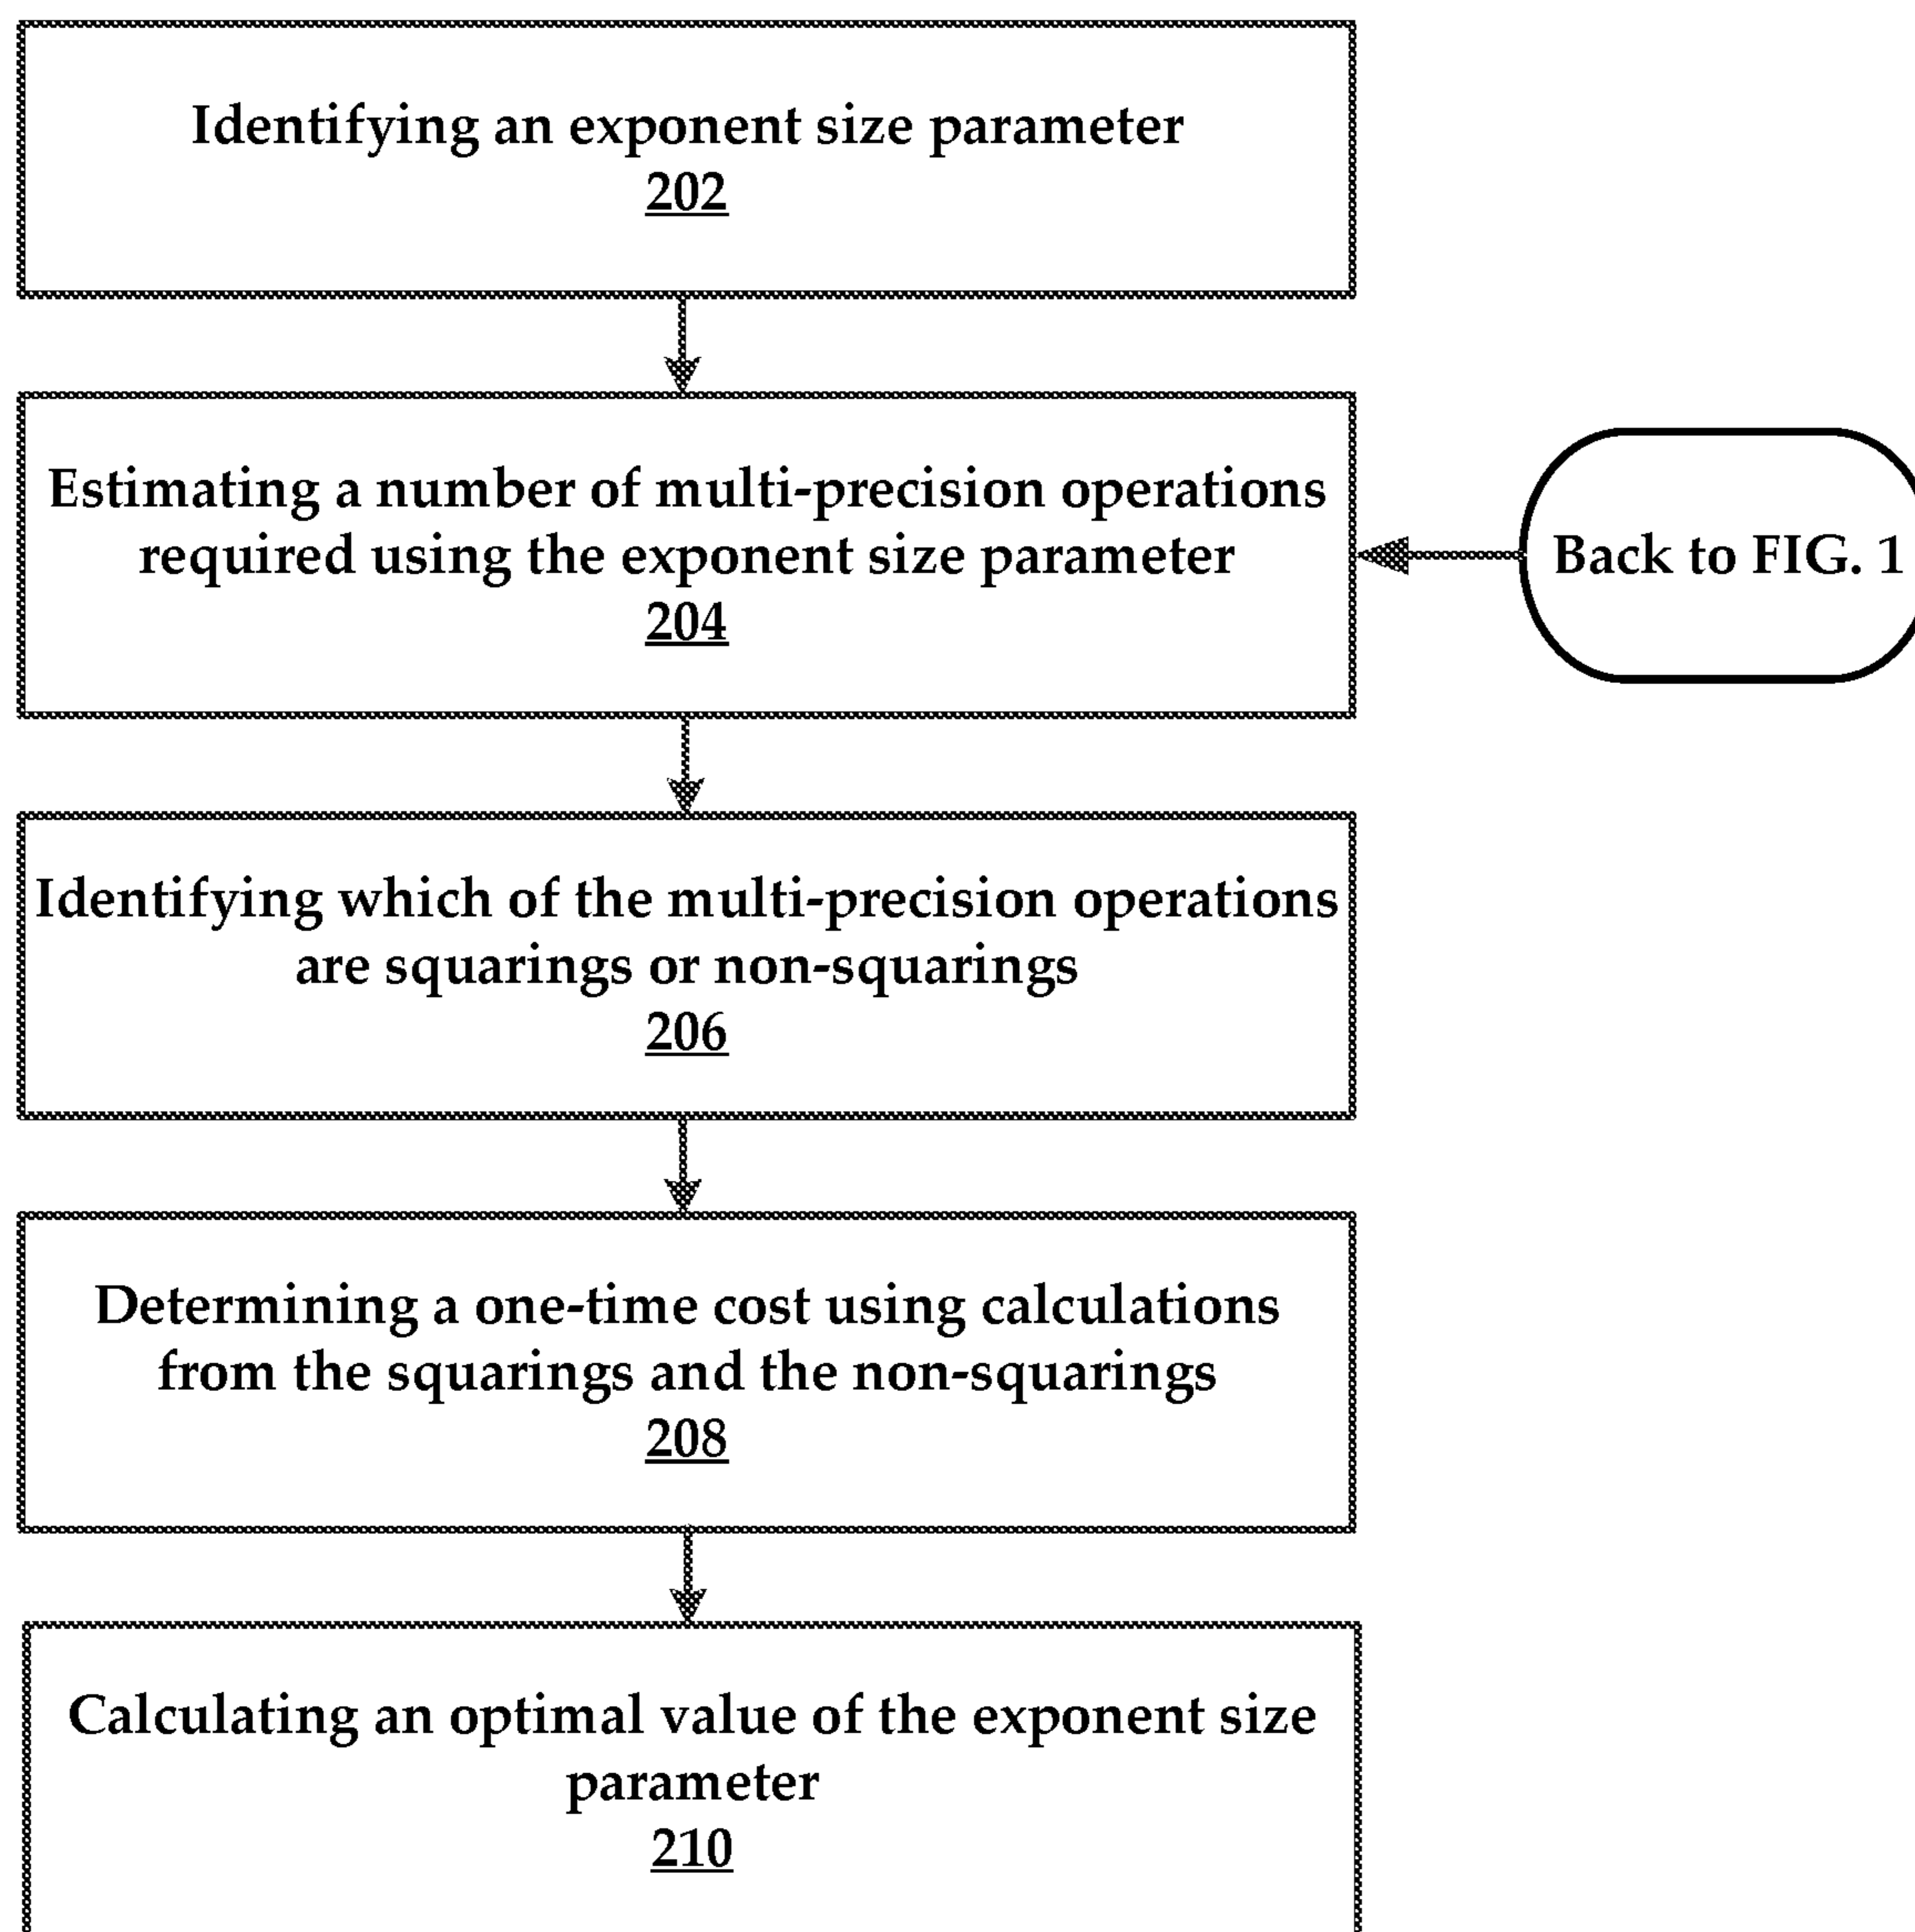 Identifying an exponent size parameter
202
Estimating a number of multi-precision operations
required using the exponent size parameter
204
Back to FIG. 1
Identifying which of the multi-precision operations
are squarings or non-squarings
206
Determining a one-time cost using calculations
from the squarings and the non-squarings
208
Calculating an optimal value of the exponent size
parameter
210